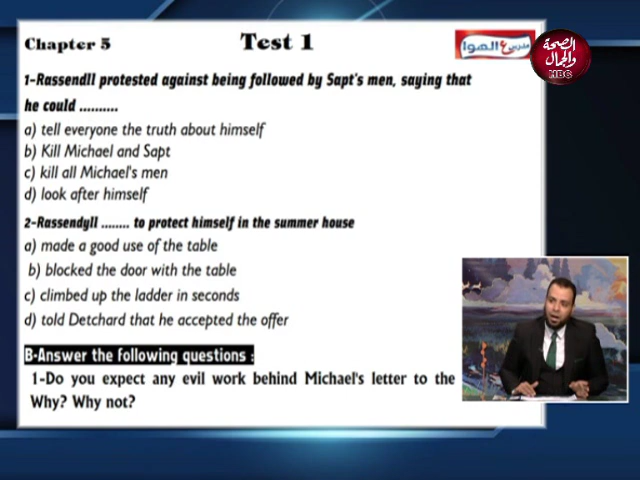 Chapter 5
Test 1
مدرس ع الهوا
الصحة
والجمال
HBC
1-Rassendll protested against being followed by Sapt's men, saying that
he could ..........
a) tell everyone the truth about himself
b) Kill Michael and Sapt
c) kill all Michael's men
d) look after himself
2-Rassendyll ........ to protect himself in the summer house
a) made a good use of the table
b) blocked the door with the table
c) climbed up the ladder in seconds
d) told Detchard that he accepted the offer
B-Answer the following questions :
1-Do you expect any evil work behind Michael's letter to the
Why? Why not?